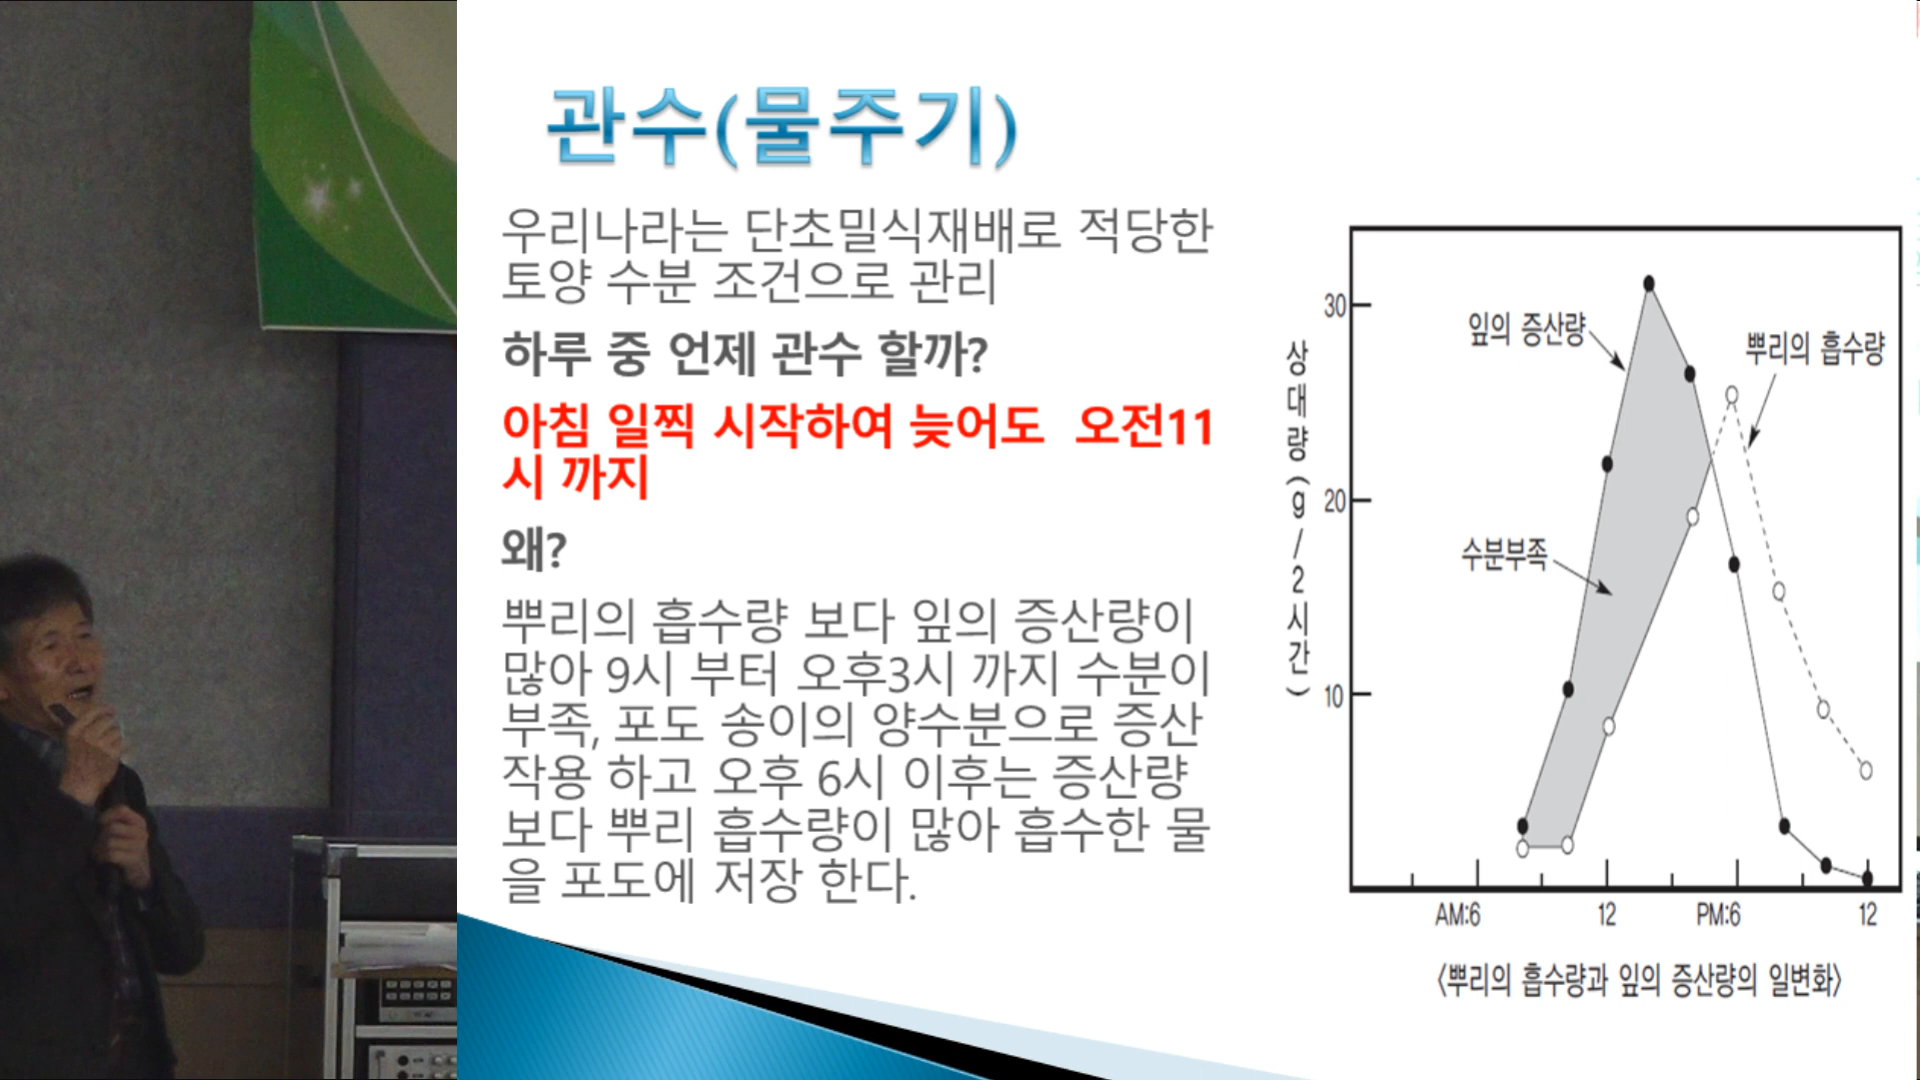 관수(물주기)
우리나라는 단초밀식재배로 적당한
토양 수분 조건으로 관리
하루 중 언제 관수 할까?
아침 일찍 시작하여 늦어도 오전11
시 까지
왜?
뿌리의 흡수량 보다 잎의 증산량이
많아 9시 부터 오후3시 까지 수분이
부족, 포도 송이의 양수분으로 증산
작용 하고 오후 6시 이후는 증산량
보다 뿌리 흡수량이 많아 흡수한 물
을 포도에 저장 한다.
상대량(g/2시간)
30
20
10
잎의 증산량
뿌리의 흡수량
수분부족
AM:6
12
PM:6
12
〈뿌리의 흡수량과 잎의 증산량의 일변화〉